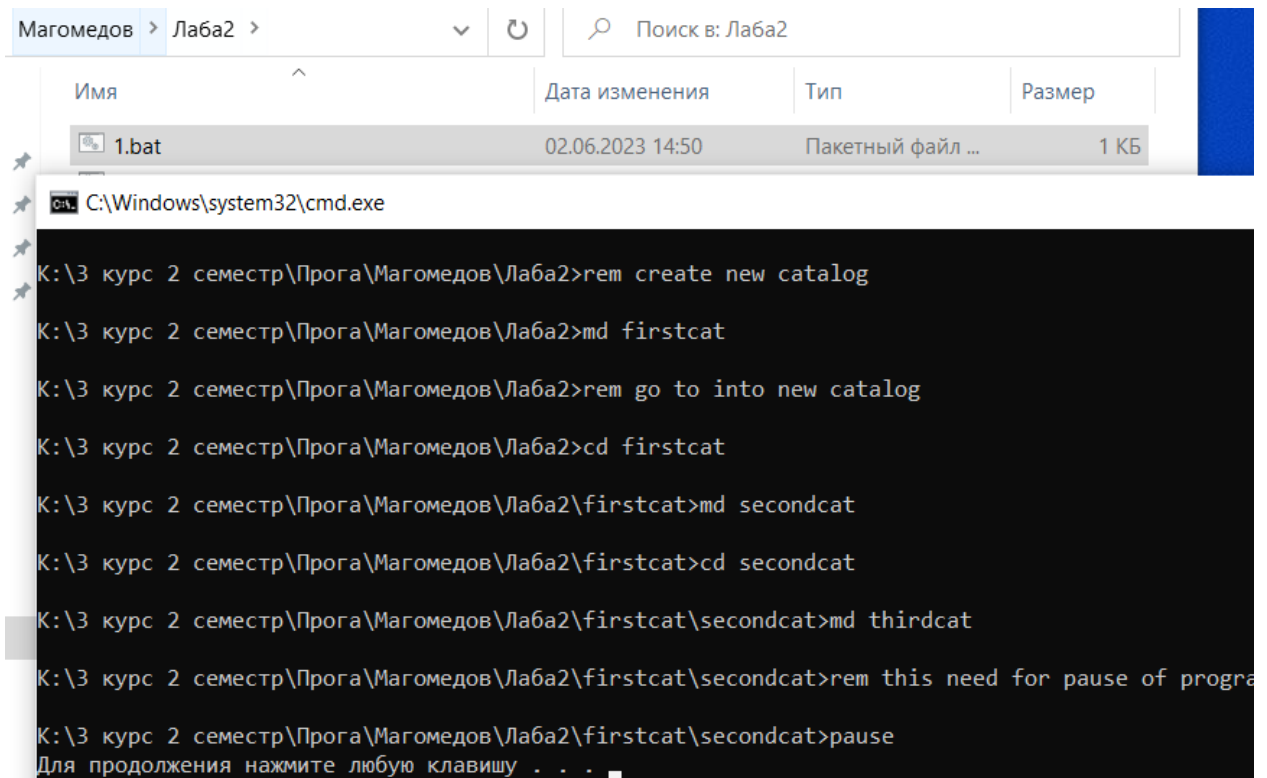 Магомедов > Лаба2 > Поиск в: Лаба2
Имя Дата изменения Тип Размер
1.bat 02.06.2023 14:50 Пакетный файл ... 1 КБ
C:\Windows\system32\cmd.exe
K:\3 курс 2 семестр\Прога\Магомедов\Лаба2>rem create new catalog
K:\3 курс 2 семестр\Прога\Магомедов\Лаба2>md firstcat
K:\3 курс 2 семестр\Прога\Магомедов\Лаба2>rem go to into new catalog
K:\3 курс 2 семестр\Прога\Магомедов\Лаба2>cd firstcat
K:\3 курс 2 семестр\Прога\Магомедов\Лаба2\firstcat>md secondcat
K:\3 курс 2 семестр\Прога\Магомедов\Лаба2\firstcat>cd secondcat
K:\3 курс 2 семестр\Прога\Магомедов\Лаба2\firstcat\secondcat>md thirdcat
K:\3 курс 2 семестр\Прога\Магомедов\Лаба2\firstcat\secondcat>rem this need for pause of progra
K:\3 курс 2 семестр\Прога\Магомедов\Лаба2\firstcat\secondcat>pause
Для продолжения нажмите любую клавишу . . .